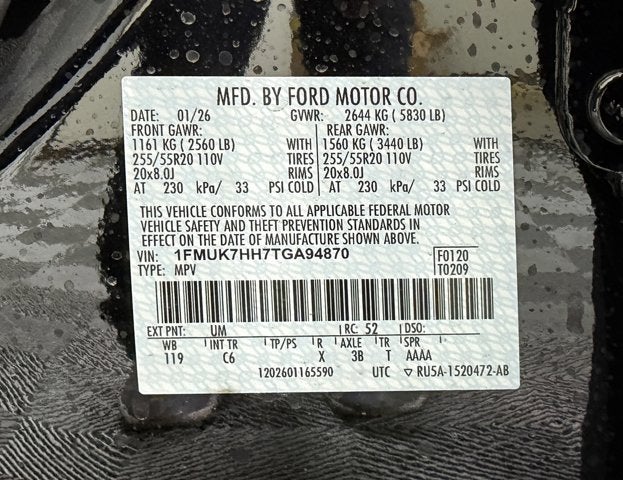 MFD. BY FORD MOTOR CO.
DATE: 01/26 GVWR: 2644 KG ( 5830 LB)
FRONT GAWR: REAR GAWR:
1161 KG ( 2560 LB) WITH 1560 KG ( 3440 LB) WITH
255/55R20 110V TIRES 255/55R20 110V TIRES
20x8.0J RIMS 20x8.0J RIMS
AT 230 kPa/ 33 PSI COLD AT 230 kPa/ 33 PSI COLD
THIS VEHICLE CONFORMS TO ALL APPLICABLE FEDERAL MOTOR
VEHICLE SAFETY AND THEFT PREVENTION STANDARDS IN
EFFECT ON THE DATE OF MANUFACTURE SHOWN ABOVE.
VIN: 1FMUK7HH7TGA94870 F0120
TYPE: MPV T0209
EXT PNT: UM RC: 52 DSO:
WB INT TR TP/PS R AXLE TR SPR
119 C6 X 3B T AAAA
1202601165590 UTC ▽ RU5A-1520472-AB